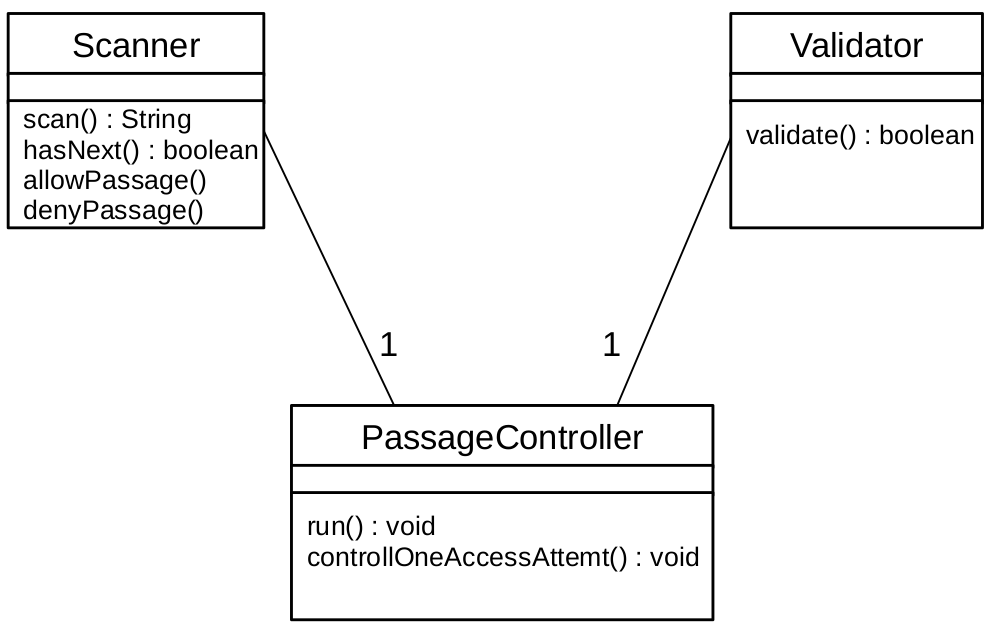 Scanner
scan() : String
hasNext() : boolean
allowPassage()
denyPassage()
Validator
validate() : boolean
1
1
PassageController
run() : void
controllOneAccessAttemt() : void